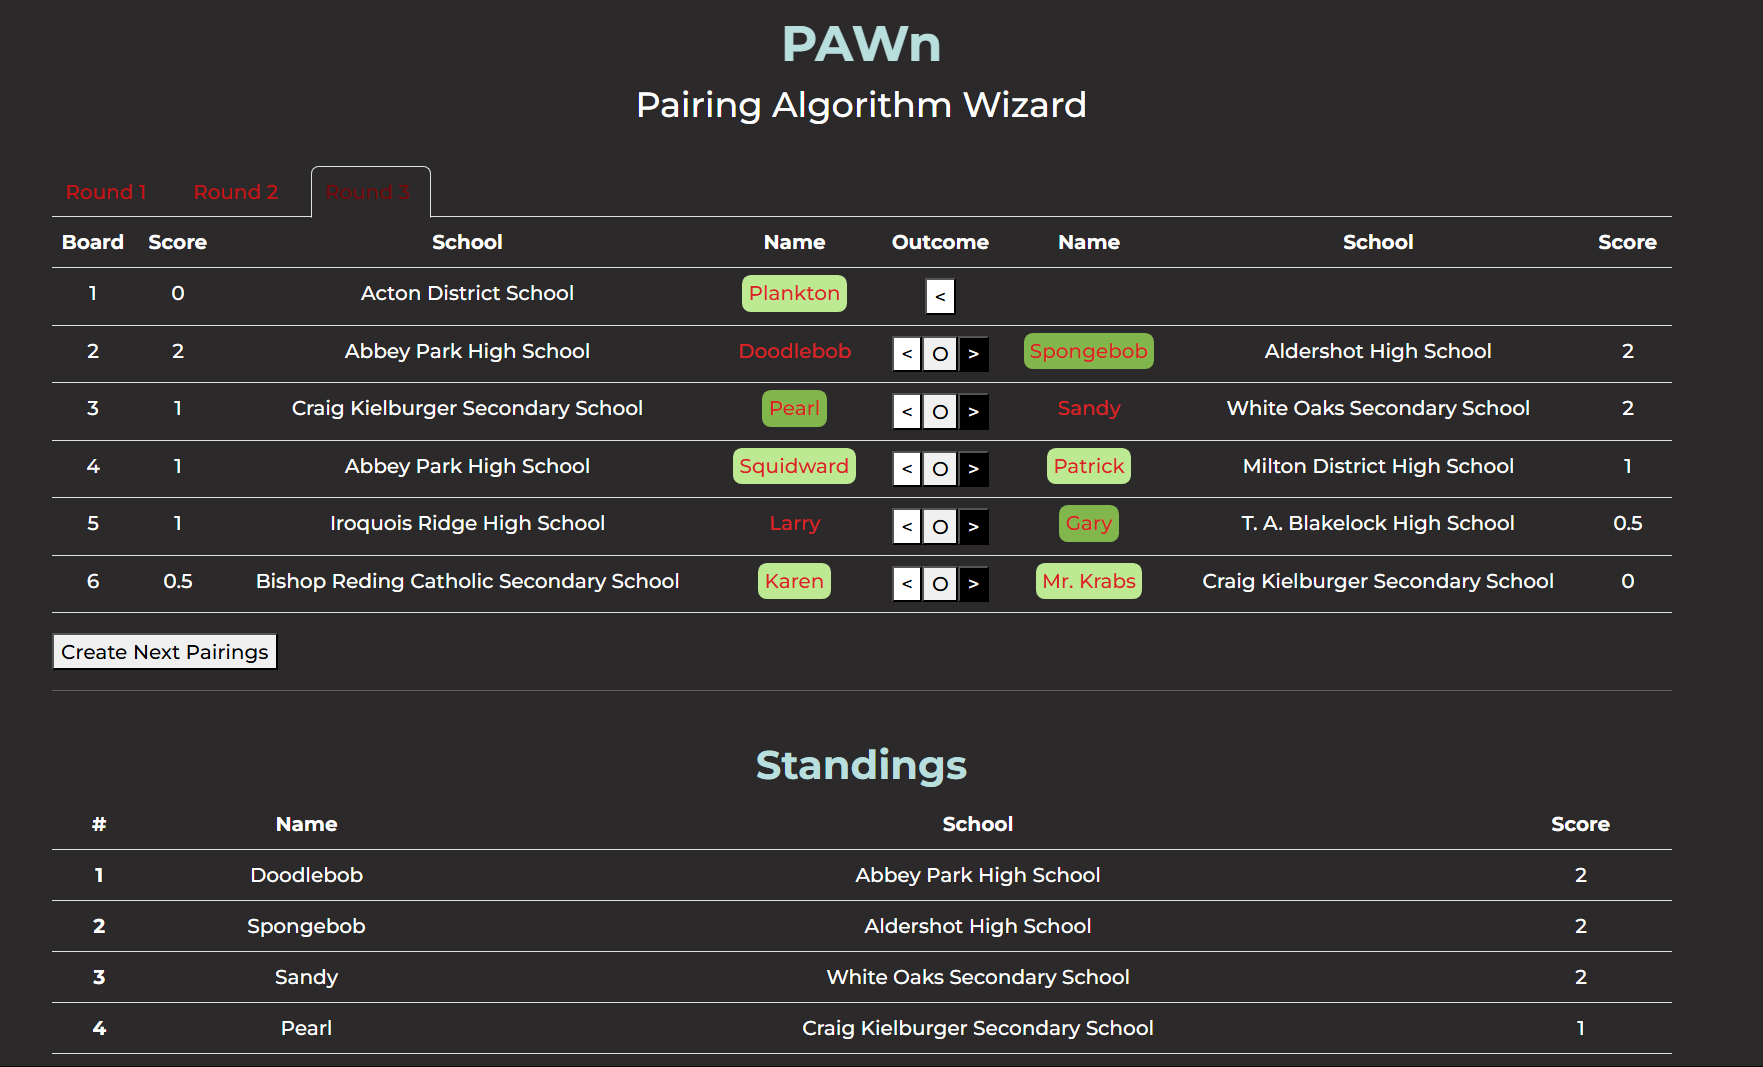 PAWn
Pairing Algorithm Wizard
Round 1 Round 2 Round 3
Board Score School Name Outcome Name School Score
1 0 Acton District School Plankton <
2 2 Abbey Park High School Doodlebob < O > Spongebob Aldershot High School 2
3 1 Craig Kielburger Secondary School Pearl < O > Sandy White Oaks Secondary School 2
4 1 Abbey Park High School Squidward < O > Patrick Milton District High School 1
5 1 Iroquois Ridge High School Larry < O > Gary T. A. Blakelock High School 0.5
6 0.5 Bishop Reding Catholic Secondary School Karen < O > Mr. Krabs Craig Kielburger Secondary School 0
Create Next Pairings
Standings
# Name School Score
1 Doodlebob Abbey Park High School 2
2 Spongebob Aldershot High School 2
3 Sandy White Oaks Secondary School 2
4 Pearl Craig Kielburger Secondary School 1